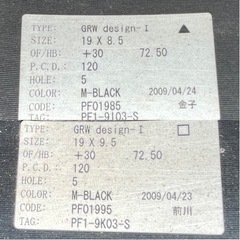 TYPE: GRW design-I ▲
SIZE: 19 X 8.5
OF/HB: +30 72.50
P.C.D.: 120
HOLE: 5
COLOR: M-BLACK 2009/04/23
CODE: PF01985 金子
TAG: PF1-9I03-S
TYPE: GRW design-I □
SIZE: 19 X 9.5
OF/HB: +30 72.50
P.C.D.: 120
HOLE: 5
COLOR: M-BLACK 2009/04/24
CODE: PF01995 前川
TAG: PF1-9K03-S